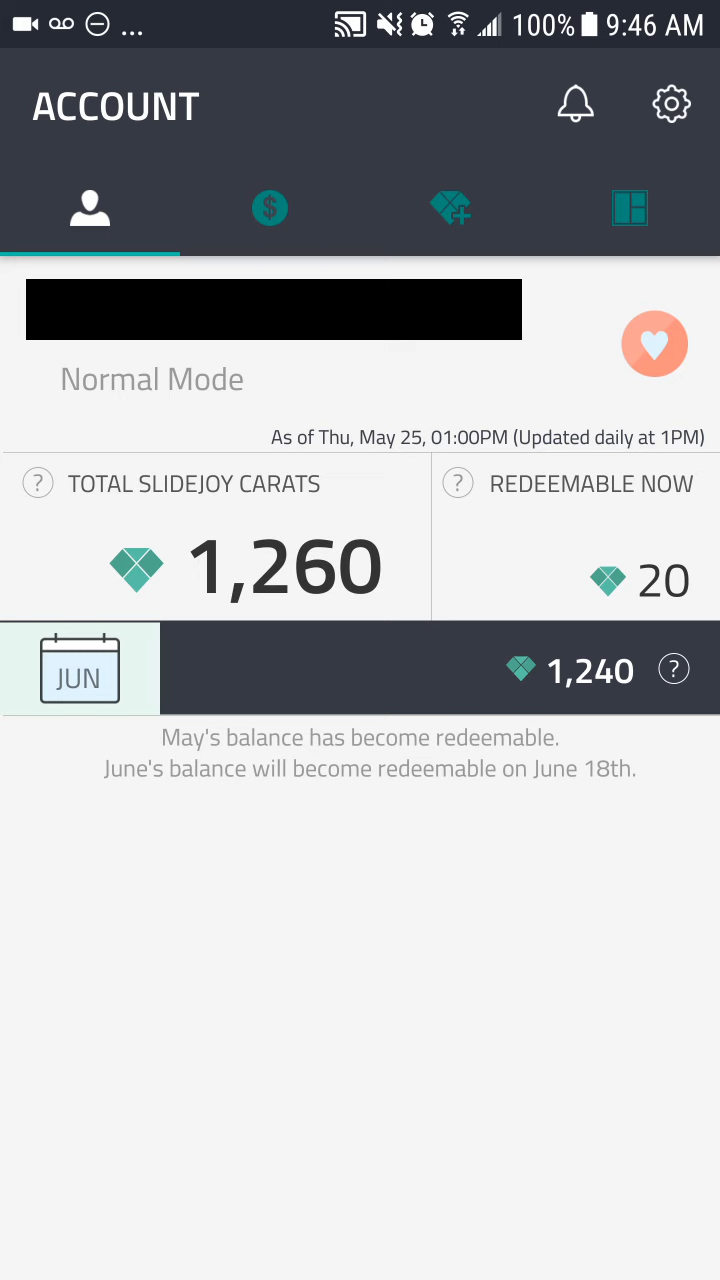 ... 100% 9:46 AM
ACCOUNT
$
Normal Mode
As of Thu, May 25, 01:00PM (Updated daily at 1PM)
? TOTAL SLIDEJOY CARATS
1,260
? REDEEMABLE NOW
20
JUN
1,240 ?
May's balance has become redeemable.
June's balance will become redeemable on June 18th.